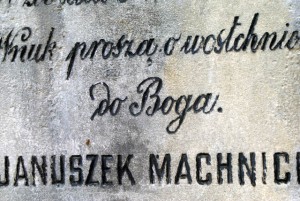 Wnuk proszą o westchnie
do Boga.
JANUSZEK MACHNIC